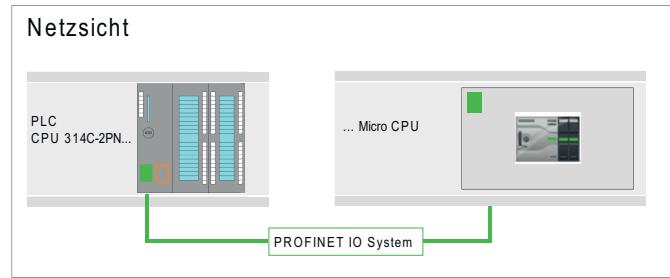 Netzsicht
PLC
CPU 314C-2PN...
... Micro CPU
PROFINET IO System